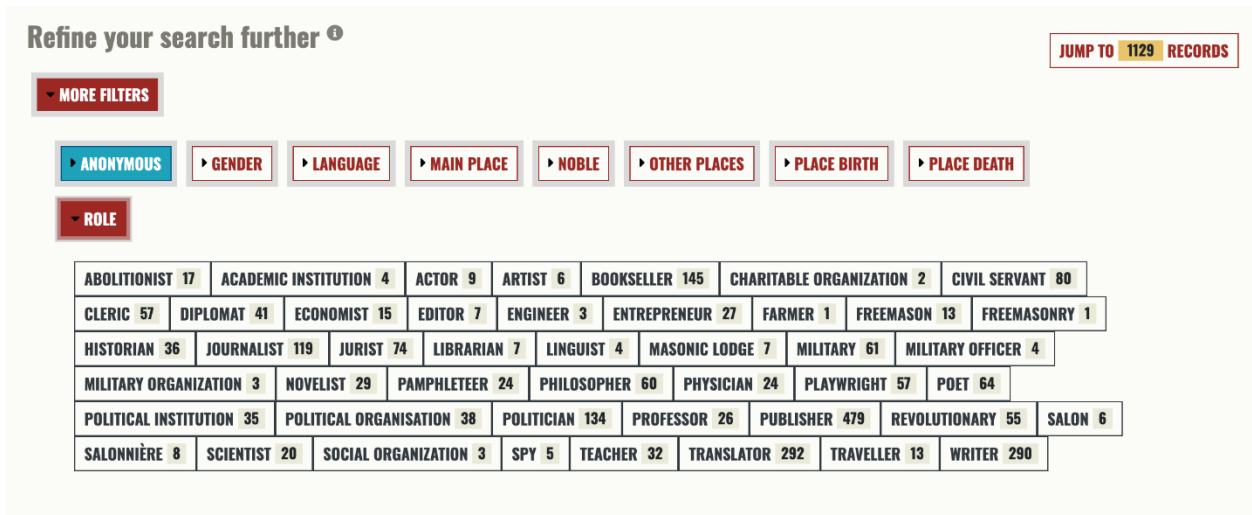 Refine your search further
JUMP TO 1129 RECORDS
MORE FILTERS
ANONYMOUS GENDER LANGUAGE MAIN PLACE NOBLE OTHER PLACES PLACE BIRTH PLACE DEATH
ROLE
ABOLITIONIST 17 ACADEMIC INSTITUTION 4 ACTOR 9 ARTIST 6 BOOKSELLER 145 CHARITABLE ORGANIZATION 2 CIVIL SERVANT 80
CLERIC 57 DIPLOMAT 41 ECONOMIST 15 EDITOR 7 ENGINEER 3 ENTREPRENEUR 27 FARMER 1 FREEMASON 13 FREEMASONRY 1
HISTORIAN 36 JOURNALIST 119 JURIST 74 LIBRARIAN 7 LINGUIST 4 MASONIC LODGE 7 MILITARY 61 MILITARY OFFICER 4
MILITARY ORGANIZATION 3 NOVELIST 29 PAMPHLETEER 24 PHILOSOPHER 60 PHYSICIAN 24 PLAYWRIGHT 57 POET 64
POLITICAL INSTITUTION 35 POLITICAL ORGANISATION 38 POLITICIAN 134 PROFESSOR 26 PUBLISHER 479 REVOLUTIONARY 55 SALON 6
SALONNIÈRE 8 SCIENTIST 20 SOCIAL ORGANIZATION 3 SPY 5 TEACHER 32 TRANSLATOR 292 TRAVELLER 13 WRITER 290